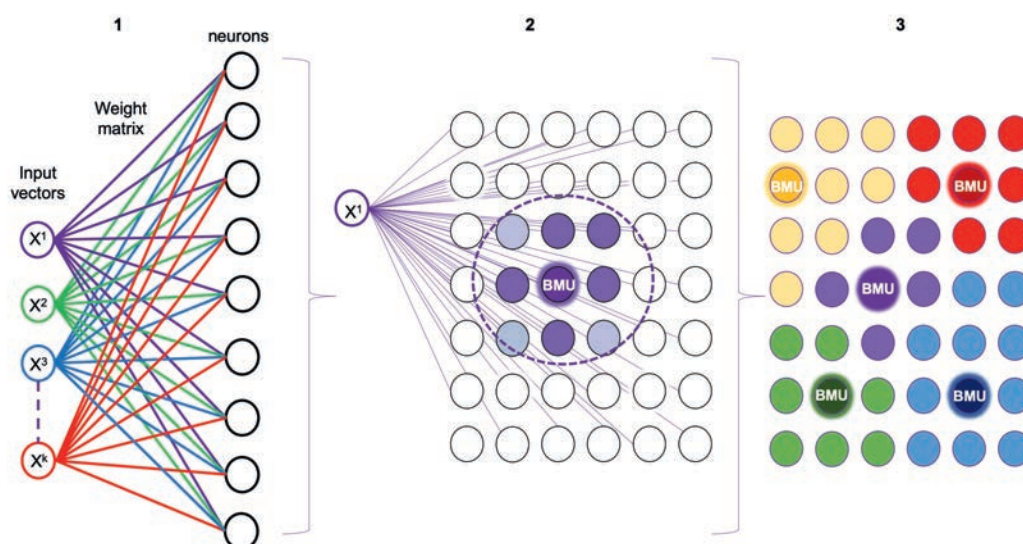 1
2
3
neurons
Weight
matrix
Input
vectors
X¹
X²
X³
Xᵏ
X¹
BMU
BMU
BMU
BMU
BMU
BMU